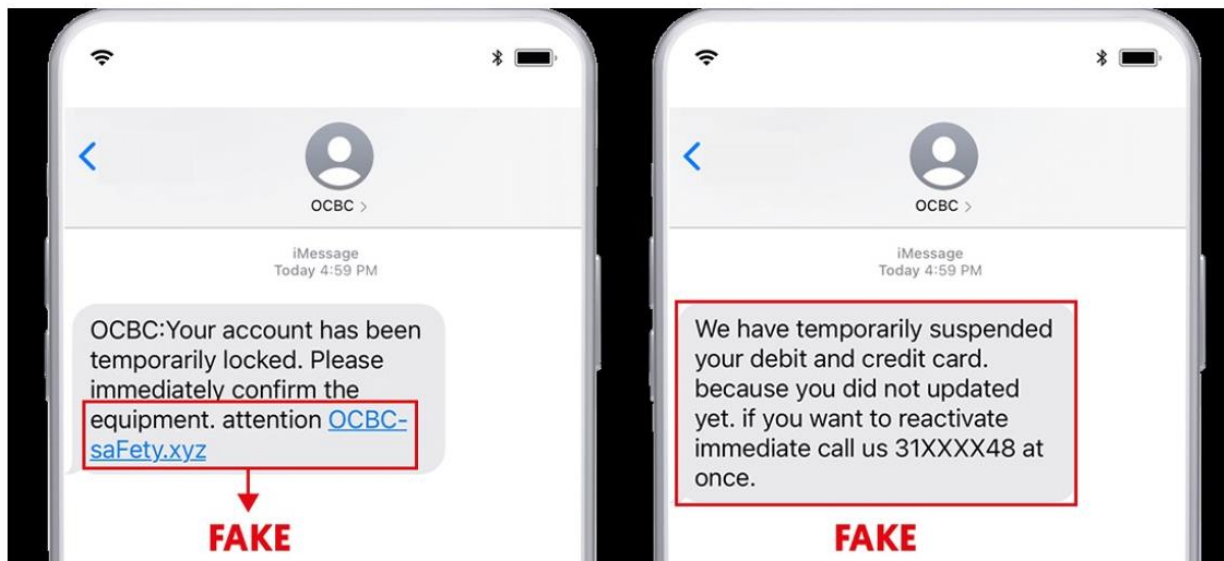 OCBC >
iMessage
Today 4:59 PM
OCBC:Your account has been
temporarily locked. Please
immediately confirm the
equipment. attention OCBC-
saFety.xyz
FAKE
OCBC >
iMessage
Today 4:59 PM
We have temporarily suspended
your debit and credit card.
because you did not updated
yet. if you want to reactivate
immediate call us 31XXXX48 at
once.
FAKE